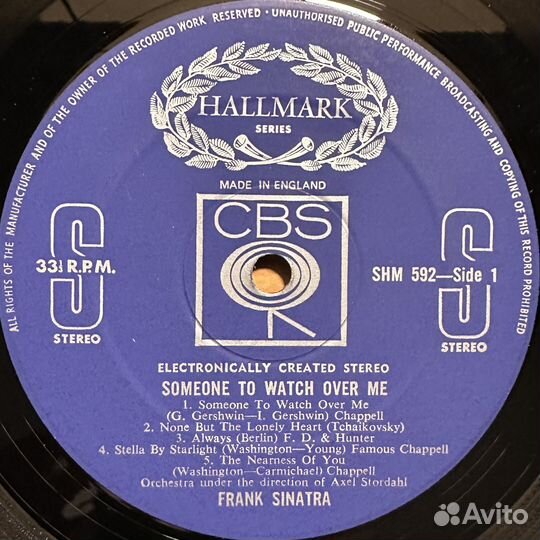 ALL RIGHTS OF THE MANUFACTURER AND OF THE OWNER OF THE RECORDED WORK RESERVED · UNAUTHORISED PUBLIC PERFORMANCE BROADCASTING AND COPYING OF THIS RECORD PROHIBITED
HALLMARK
SERIES
MADE IN ENGLAND
CBS
S
33⅓ R.P.M.
STEREO
SHM 592—Side 1
S
STEREO
ELECTRONICALLY CREATED STEREO
SOMEONE TO WATCH OVER ME
1. Someone To Watch Over Me
(G. Gershwin—I. Gershwin) Chappell
2. None But The Lonely Heart (Tchaikovsky)
3. Always (Berlin) F. D. & Hunter
4. Stella By Starlight (Washington—Young) Famous Chappell
5. The Nearness Of You
(Washington—Carmichael) Chappell
Orchestra under the direction of Axel Stordahl
FRANK SINATRA
Avito